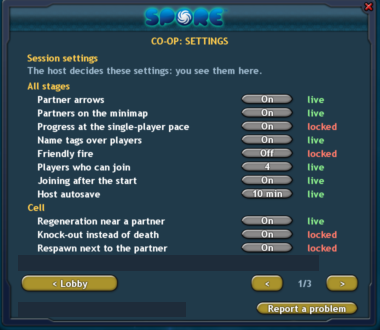 SPORE
CO-OP: SETTINGS
Session settings
The host decides these settings: you see them here.
All stages
Partner arrows On live
Partners on the minimap On live
Progress at the single-player pace On locked
Name tags over players On live
Friendly fire Off locked
Players who can join 4 live
Joining after the start On live
Host autosave 10 min live
Cell
Regeneration near a partner On live
Knock-out instead of death On locked
Respawn next to the partner On locked
< Lobby < 1/3 >
Report a problem